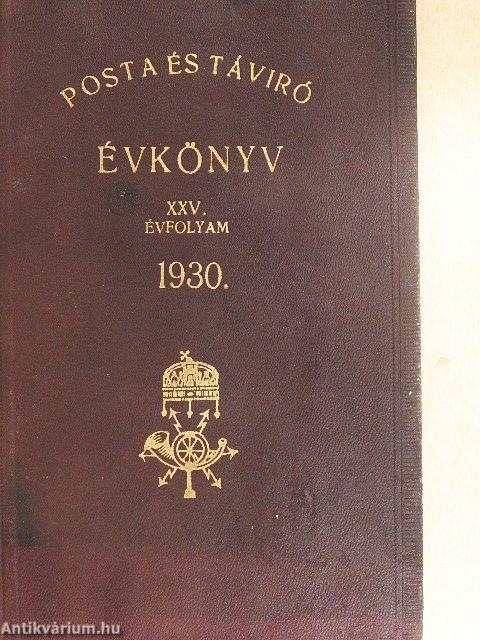 POSTA ÉS TÁVIRÓ
ÉVKÖNYV
XXV.
ÉVFOLYAM
1930.
Antikvárium.hu